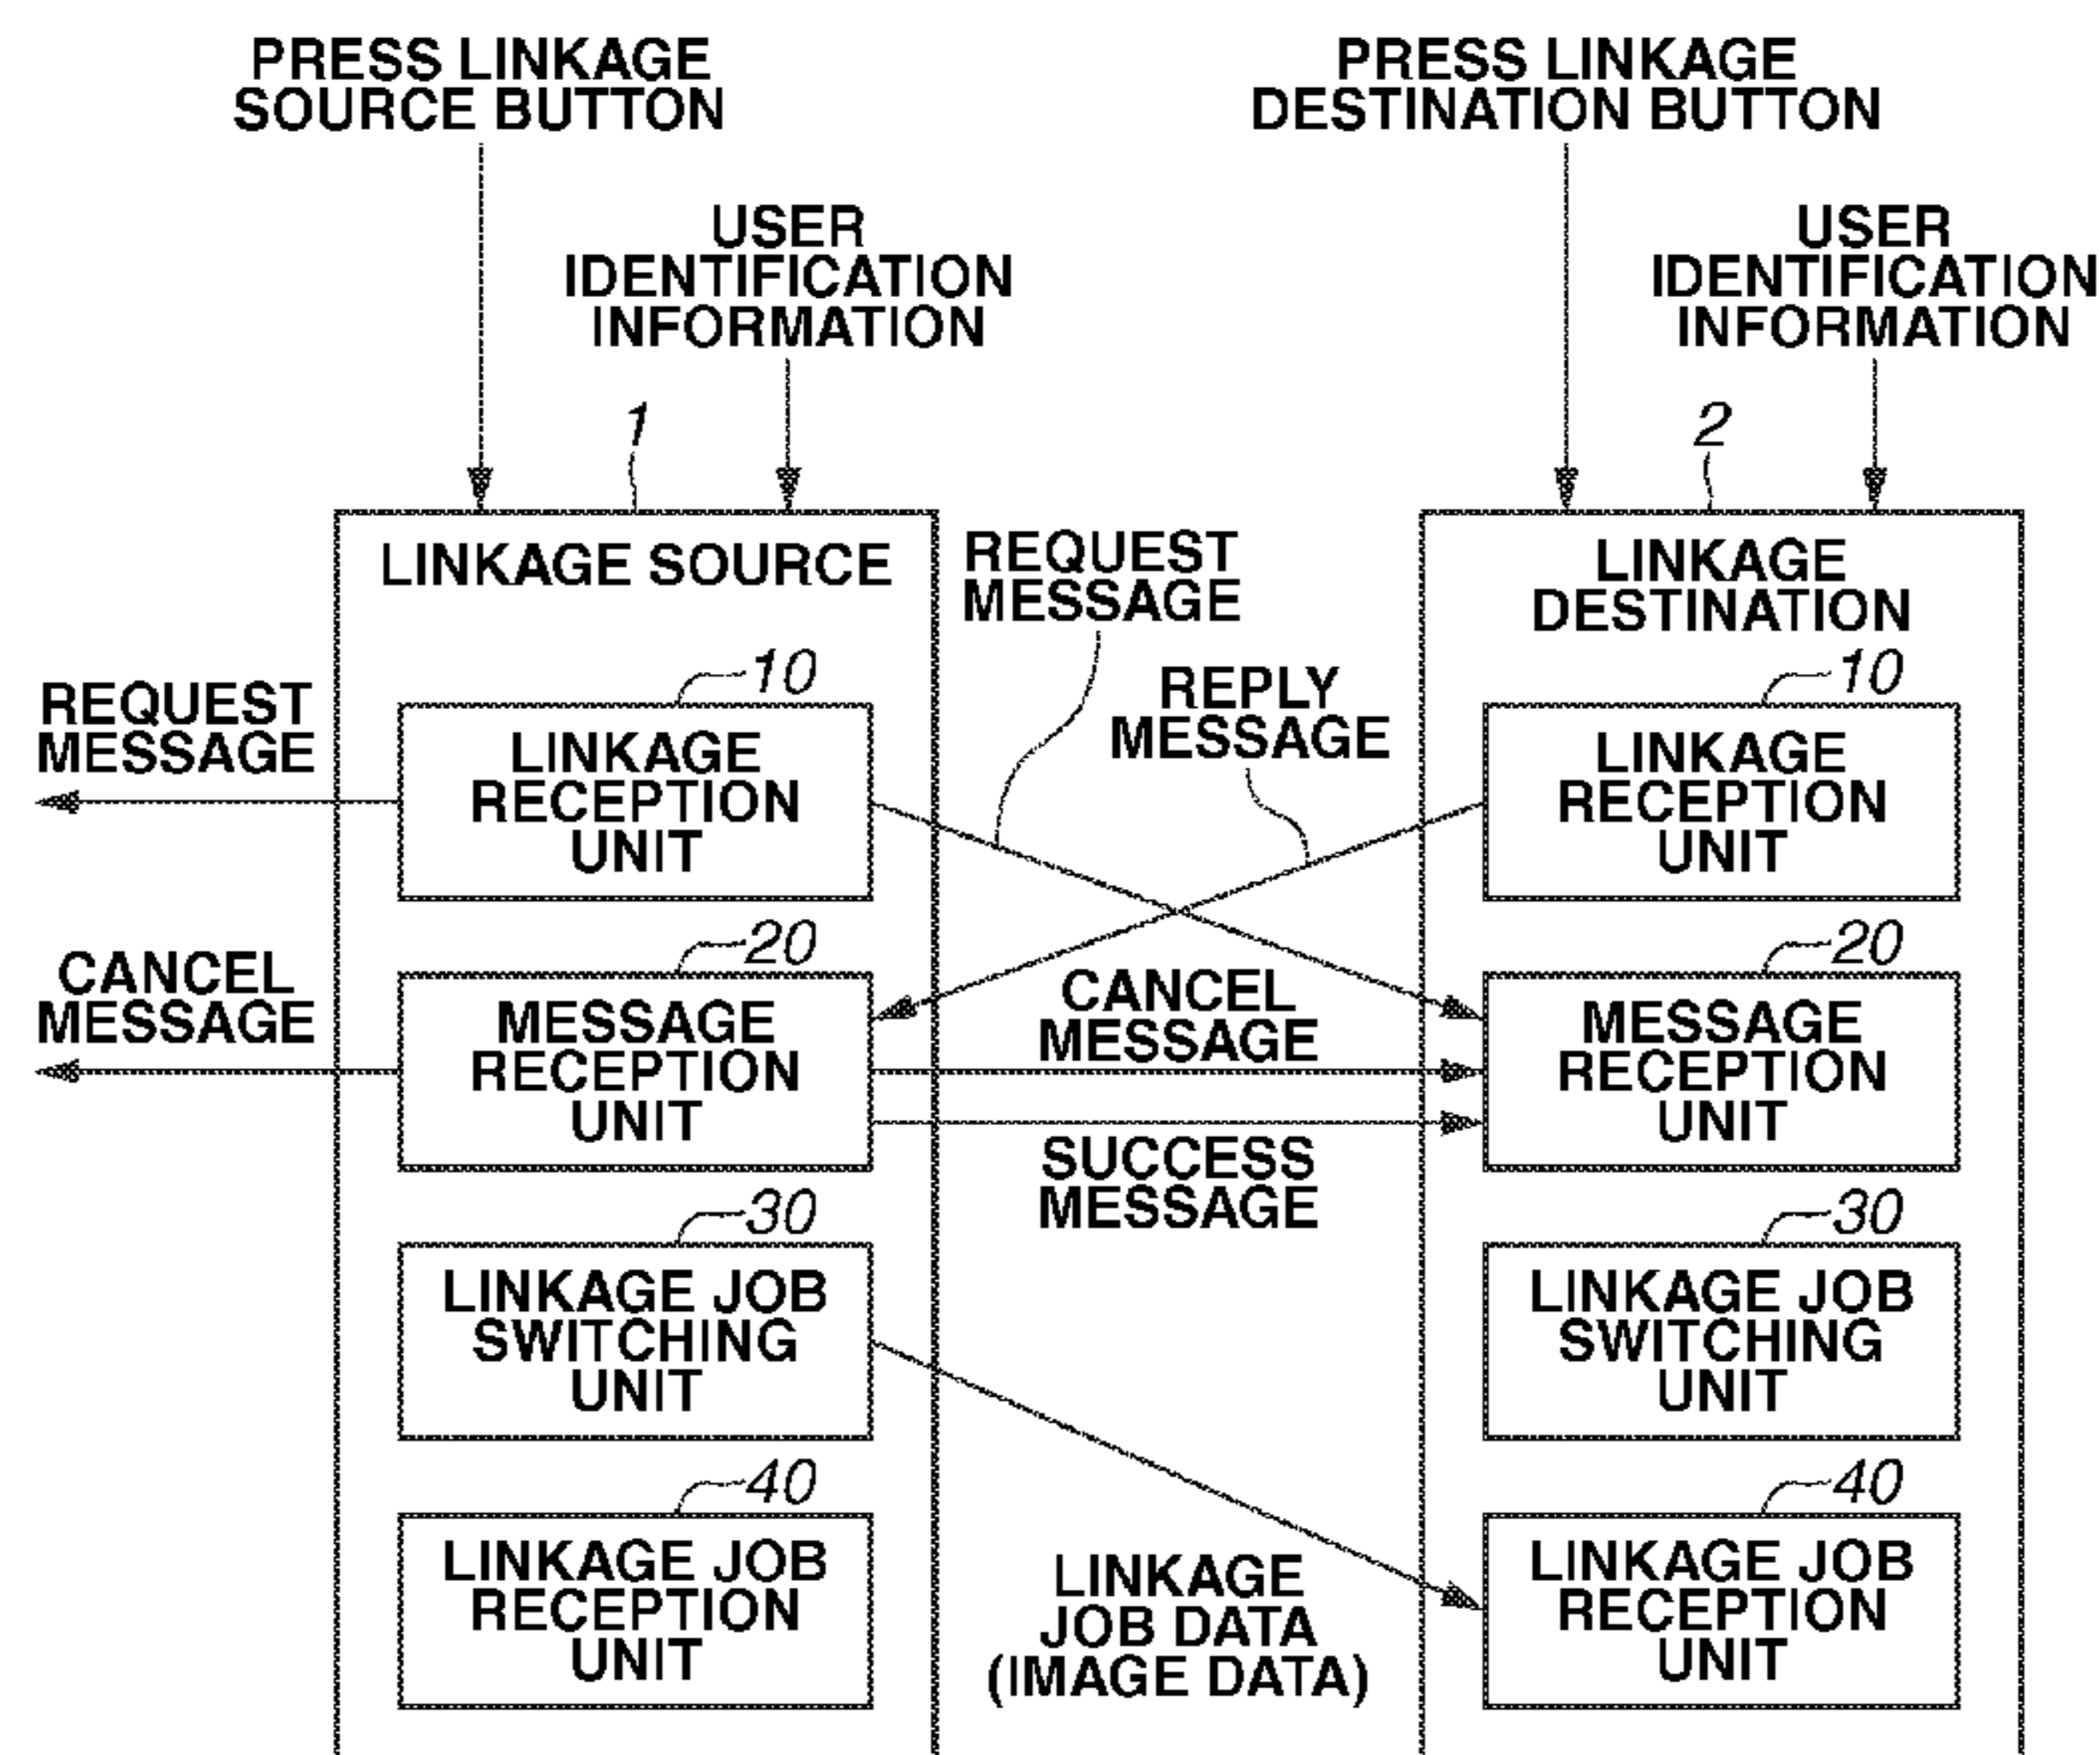 PRESS LINKAGE
SOURCE BUTTON
PRESS LINKAGE
DESTINATION BUTTON
USER
IDENTIFICATION
INFORMATION
USER
IDENTIFICATION
INFORMATION
1
2
LINKAGE SOURCE
REQUEST
MESSAGE
LINKAGE
DESTINATION
REQUEST
MESSAGE
10
LINKAGE
RECEPTION
UNIT
REPLY
MESSAGE
10
LINKAGE
RECEPTION
UNIT
CANCEL
MESSAGE
20
MESSAGE
RECEPTION
UNIT
CANCEL
MESSAGE
SUCCESS
MESSAGE
20
MESSAGE
RECEPTION
UNIT
30
LINKAGE JOB
SWITCHING
UNIT
30
LINKAGE JOB
SWITCHING
UNIT
40
LINKAGE JOB
RECEPTION
UNIT
LINKAGE
JOB DATA
(IMAGE DATA)
40
LINKAGE JOB
RECEPTION
UNIT